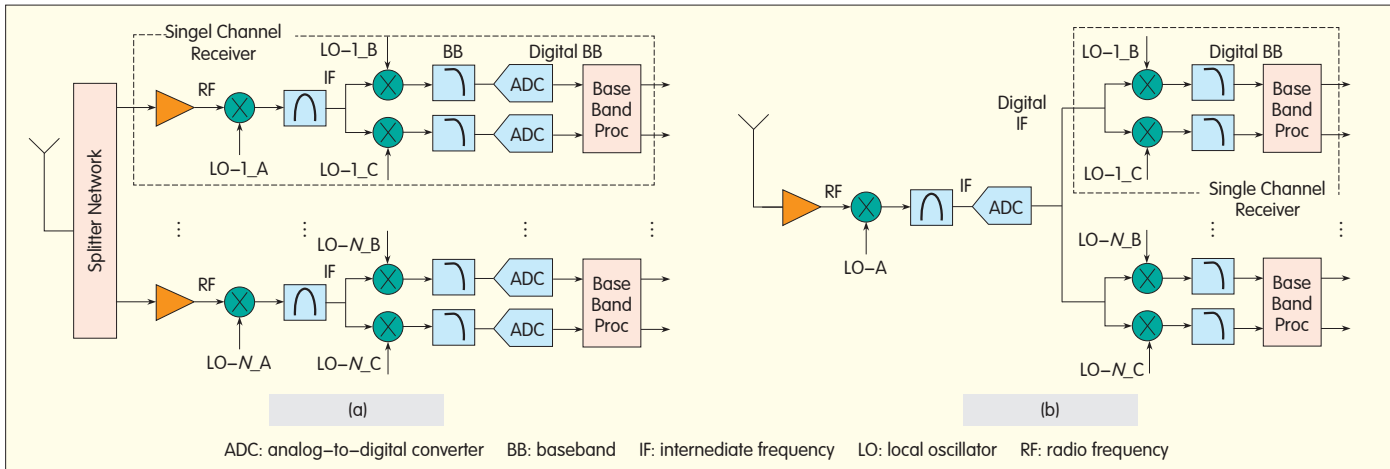 Singel Channel
Receiver
LO–1_B
BB
Digital BB
RF
IF
ADC
ADC
Base
Band
Proc
LO–1_A
LO–1_C
Splitter Network
LO–N_B
RF
IF
ADC
ADC
Base
Band
Proc
LO–N_A
LO–N_C
(a)
LO–1_B
Digital BB
Digital
IF
Base
Band
Proc
LO–1_C
Single Channel
Receiver
RF
IF
ADC
LO–A
LO–N_B
Base
Band
Proc
LO–N_C
(b)
ADC: analog–to–digital converter BB: baseband IF: internediate frequency LO: local oscillator RF: radio frequency